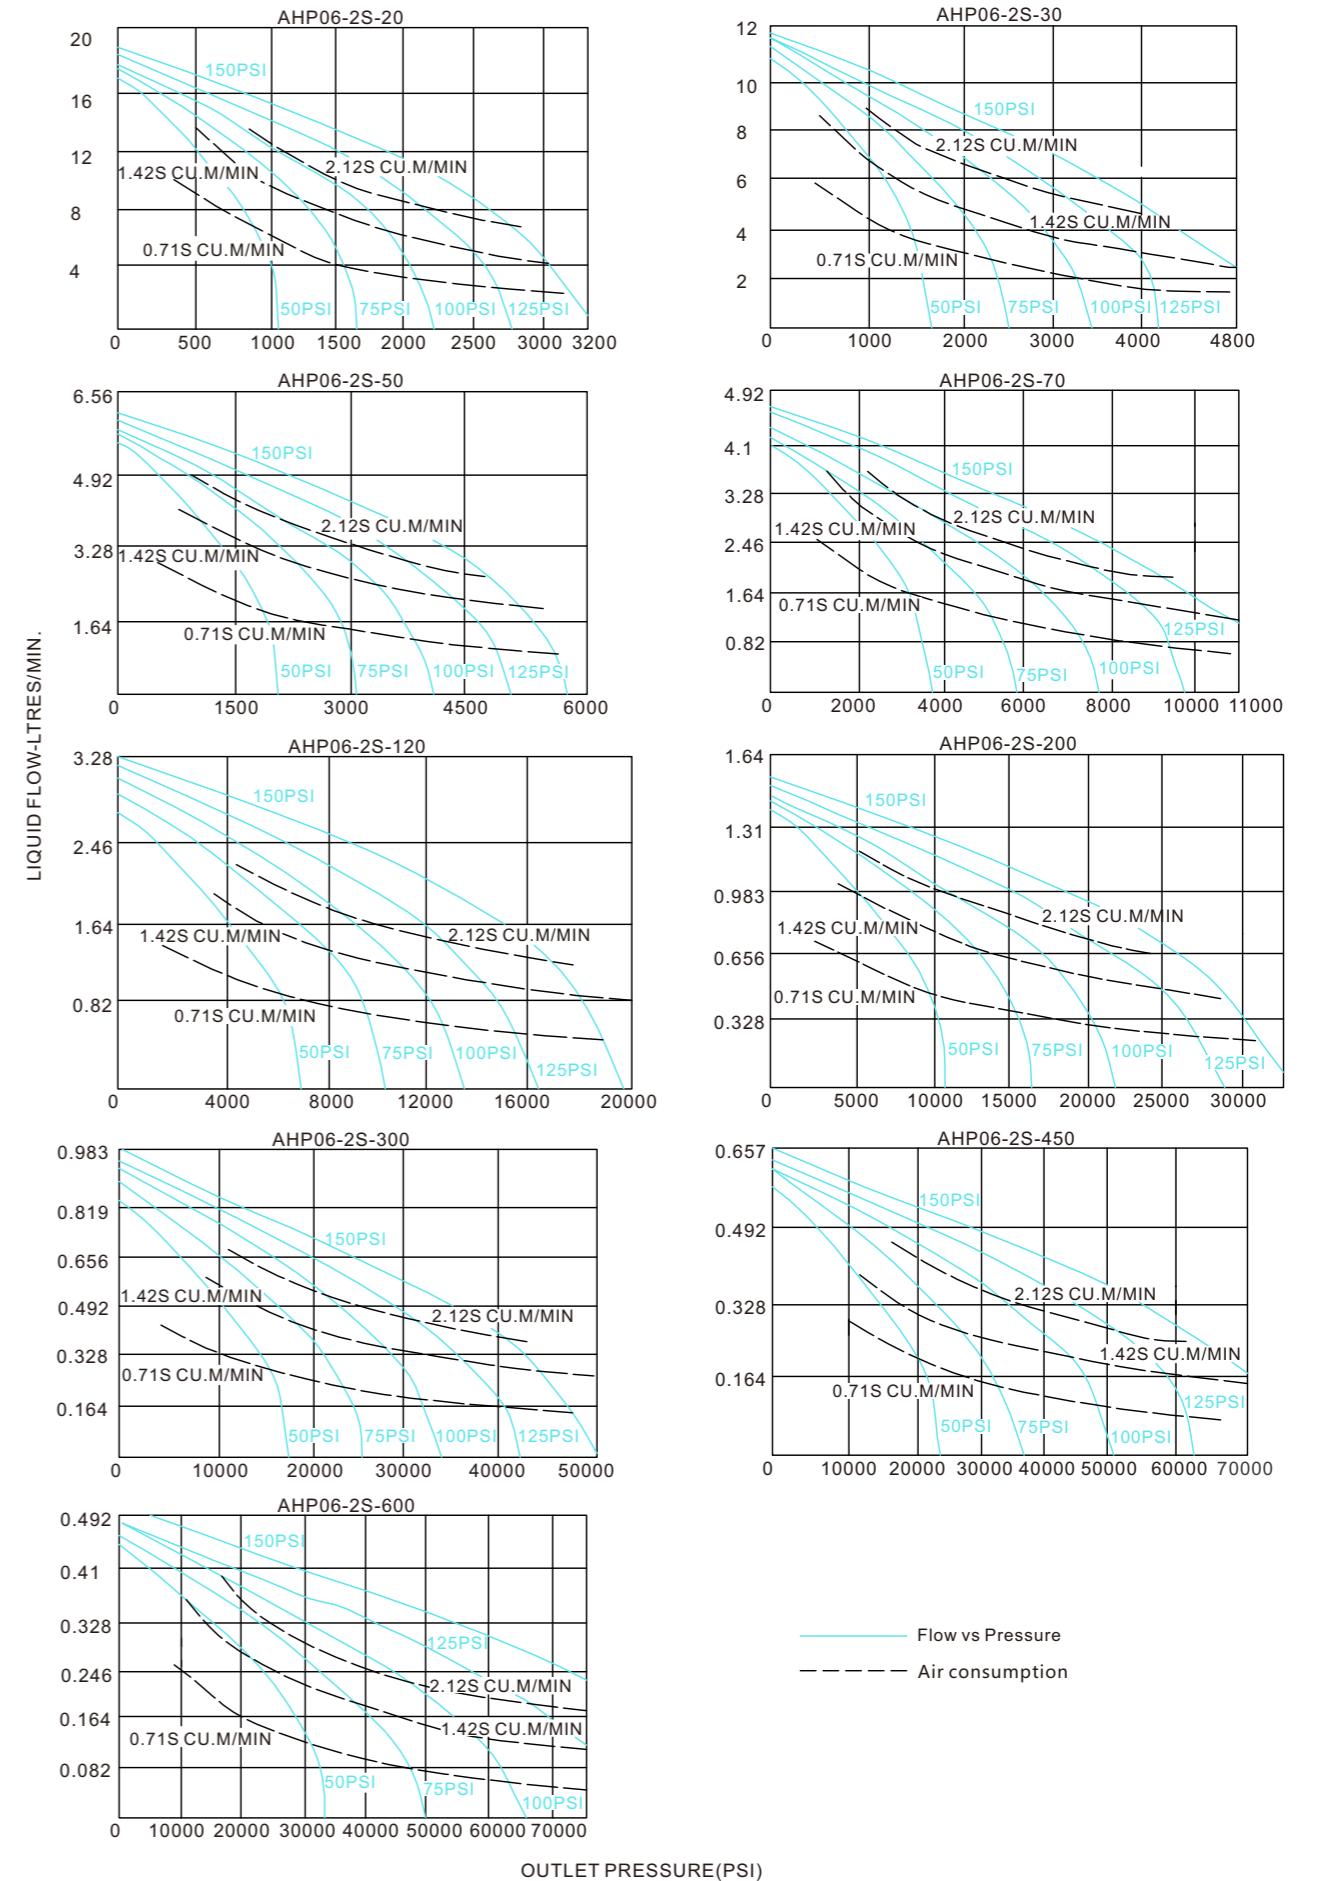 AHP06-2S-20
20
16
12
8
4
150PSI
2.12S CU.M/MIN
1.42S CU.M/MIN
0.71S CU.M/MIN
50PSI 75PSI 100PSI 125PSI
0 500 1000 1500 2000 2500 3000 3200
AHP06-2S-30
12
10
8
6
4
2
150PSI
2.12S CU.M/MIN
1.42S CU.M/MIN
0.71S CU.M/MIN
50PSI 75PSI 100PSI 125PSI
0 1000 2000 3000 4000 4800
AHP06-2S-50
6.56
4.92
3.28
1.64
150PSI
2.12S CU.M/MIN
1.42S CU.M/MIN
0.71S CU.M/MIN
50PSI 75PSI 100PSI 125PSI
0 1500 3000 4500 6000
AHP06-2S-70
4.92
4.1
3.28
2.46
1.64
0.82
150PSI
2.12S CU.M/MIN
1.42S CU.M/MIN
0.71S CU.M/MIN
125PSI
50PSI 75PSI 100PSI
0 2000 4000 6000 8000 10000 11000
LIQUID FLOW-LTRES/MIN.
AHP06-2S-120
3.28
2.46
1.64
0.82
150PSI
1.42S CU.M/MIN
2.12S CU.M/MIN
0.71S CU.M/MIN
50PSI 75PSI 100PSI
125PSI
0 4000 8000 12000 16000 20000
AHP06-2S-200
1.64
1.31
0.983
0.656
0.328
150PSI
2.12S CU.M/MIN
1.42S CU.M/MIN
0.71S CU.M/MIN
50PSI 75PSI 100PSI
125PSI
0 5000 10000 15000 20000 25000 30000
AHP06-2S-300
0.983
0.819
0.656
0.492
0.328
0.164
150PSI
1.42S CU.M/MIN
2.12S CU.M/MIN
0.71S CU.M/MIN
50PSI 75PSI 100PSI 125PSI
0 10000 20000 30000 40000 50000
AHP06-2S-450
0.657
0.492
0.328
0.164
150PSI
2.12S CU.M/MIN
1.42S CU.M/MIN
0.71S CU.M/MIN
125PSI
50PSI 75PSI 100PSI
0 10000 20000 30000 40000 50000 60000 70000
AHP06-2S-600
0.492
0.41
0.328
0.246
0.164
0.082
150PSI
125PSI
2.12S CU.M/MIN
1.42S CU.M/MIN
0.71S CU.M/MIN
50PSI 75PSI 100PSI
0 10000 20000 30000 40000 50000 60000 70000
Flow vs Pressure
Air consumption
OUTLET PRESSURE(PSI)